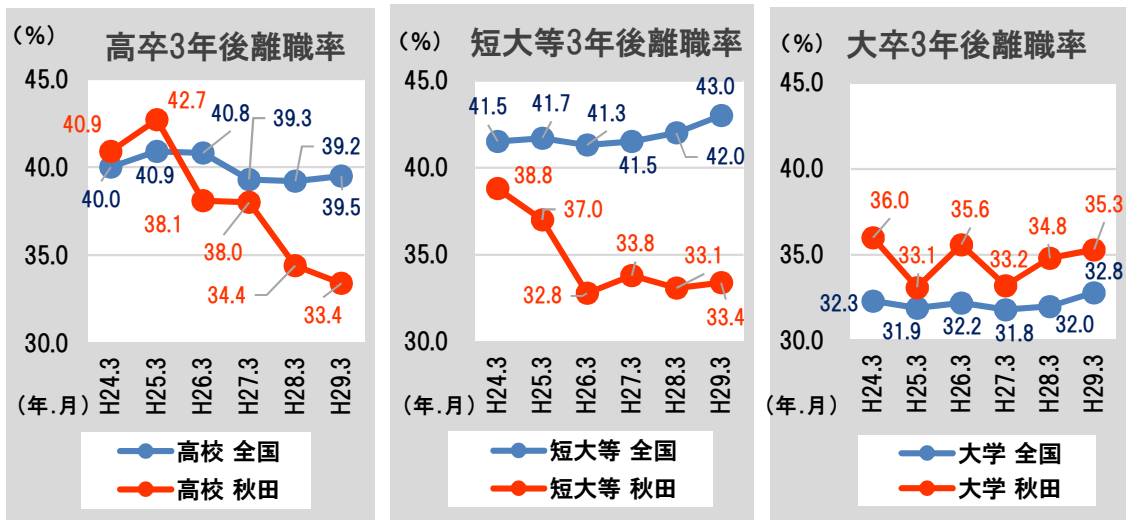 (%)
高卒3年後離職率
45.0
40.0
35.0
30.0
40.9
42.7
40.8
39.3
39.2
40.0
40.9
39.5
38.1
38.0
34.4
33.4
H24.3
H25.3
H26.3
H27.3
H28.3
H29.3
(年.月)
高校 全国
高校 秋田
(%)
短大等3年後離職率
45.0
40.0
35.0
30.0
41.5
41.7
41.3
41.5
42.0
43.0
38.8
37.0
32.8
33.8
33.1
33.4
H24.3
H25.3
H26.3
H27.3
H28.3
H29.3
(年.月)
短大等 全国
短大等 秋田
(%)
大卒3年後離職率
45.0
40.0
35.0
30.0
36.0
33.1
35.6
33.2
34.8
35.3
32.3
31.9
32.2
31.8
32.0
32.8
H24.3
H25.3
H26.3
H27.3
H28.3
H29.3
(年.月)
大学 全国
大学 秋田